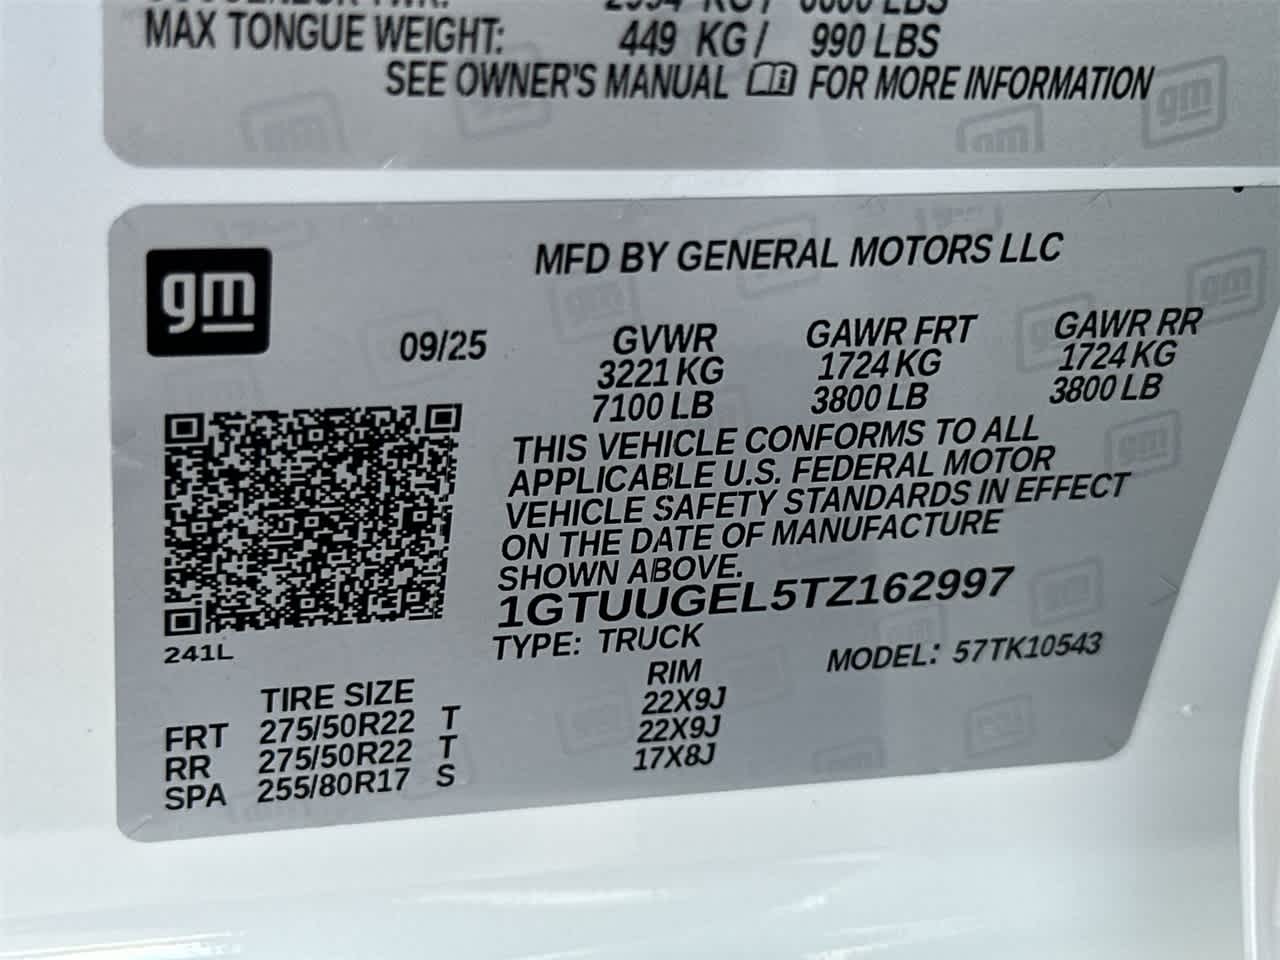 MAX TONGUE WEIGHT: 449 KG / 990 LBS
SEE OWNER'S MANUAL FOR MORE INFORMATION
gm
MFD BY GENERAL MOTORS LLC
09/25 GVWR GAWR FRT GAWR RR
3221 KG 1724 KG 1724 KG
7100 LB 3800 LB 3800 LB
THIS VEHICLE CONFORMS TO ALL
APPLICABLE U.S. FEDERAL MOTOR
VEHICLE SAFETY STANDARDS IN EFFECT
ON THE DATE OF MANUFACTURE
SHOWN ABOVE.
1GTUUGEL5TZ162997
TYPE: TRUCK MODEL: 57TK10543
241L
TIRE SIZE RIM
FRT 275/50R22 T 22X9J
RR 275/50R22 T 22X9J
SPA 255/80R17 S 17X8J